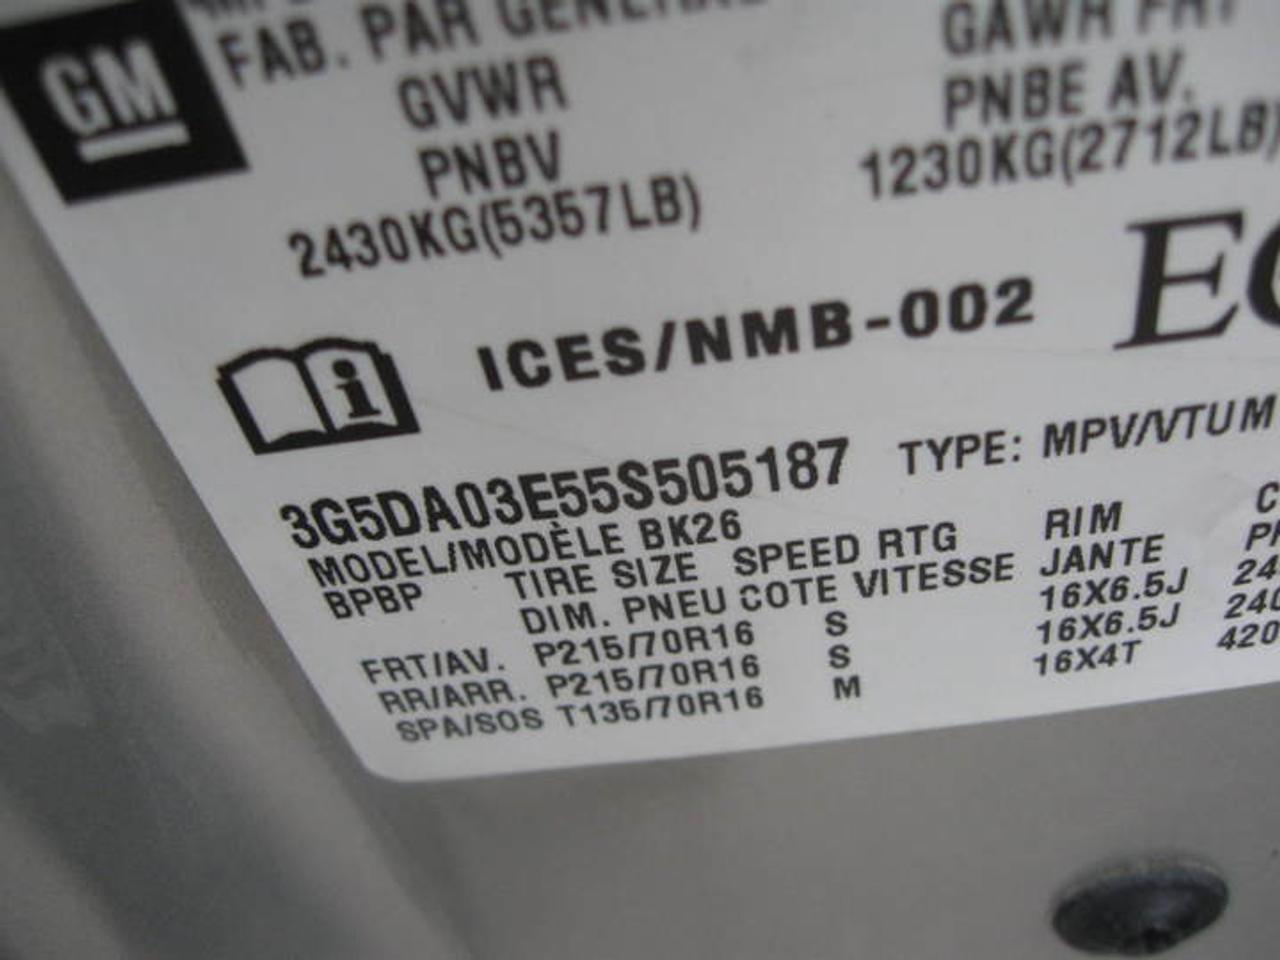 GM
FAB. PAR GENERAL
GVWR
PNBV
2430KG(5357LB)
GAWR FRT
PNBE AV.
1230KG(2712LB)
ICES/NMB-002
3G5DA03E55S505187 TYPE: MPV/VTUM
MODEL/MODÈLE BK26
BPBP TIRE SIZE SPEED RTG RIM
DIM. PNEU COTE VITESSE JANTE
FRT/AV. P215/70R16 S 16X6.5J
RR/ARR. P215/70R16 S 16X6.5J
SPA/SOS T135/70R16 M 16X4T 420